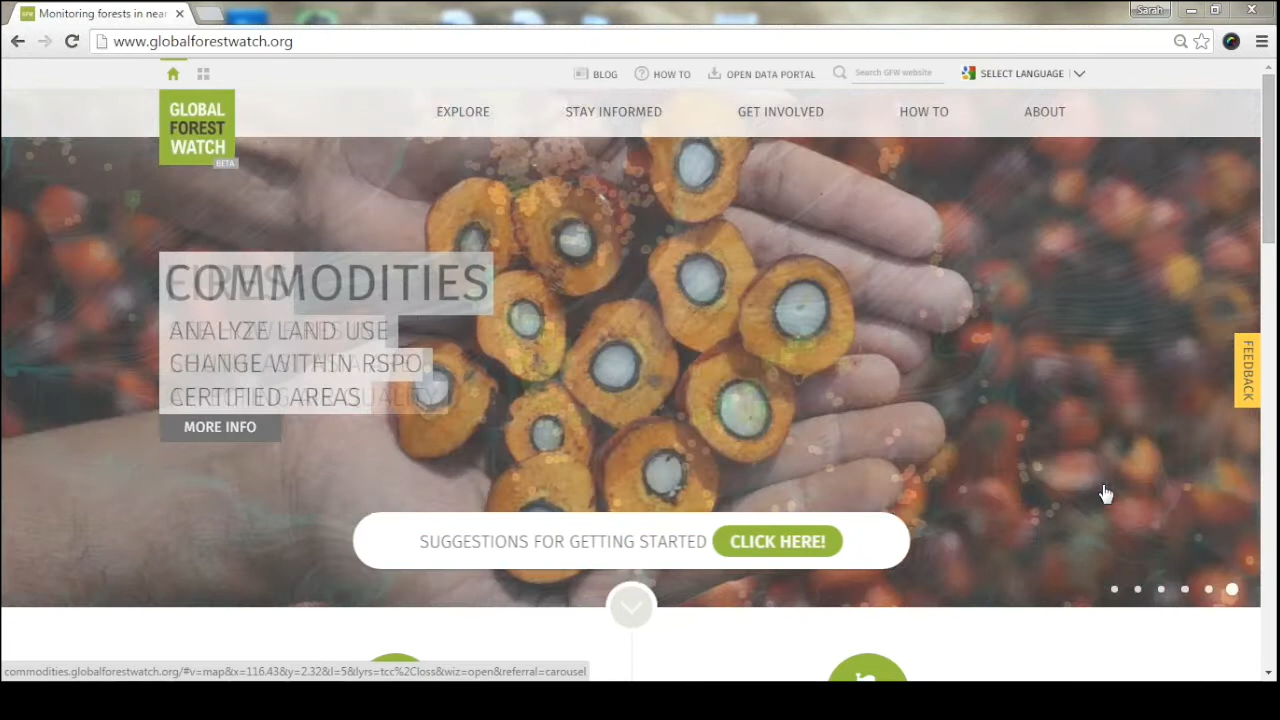 Monitoring forests in near
Sarah
www.globalforestwatch.org
BLOG
HOW TO
OPEN DATA PORTAL
Search GFW website
SELECT LANGUAGE
GLOBAL
FOREST
WATCH
BETA
EXPLORE
STAY INFORMED
GET INVOLVED
HOW TO
ABOUT
COMMODITIES
ANALYZE LAND USE
CHANGE WITHIN RSPO
CERTIFIED AREAS
MORE INFO
FEEDBACK
SUGGESTIONS FOR GETTING STARTED CLICK HERE!
commodities.globalforestwatch.org/#v=map&x=116.43&y=2.32&l=5&lyrs=tcc%2Closs&wiz=open&referral=carousel